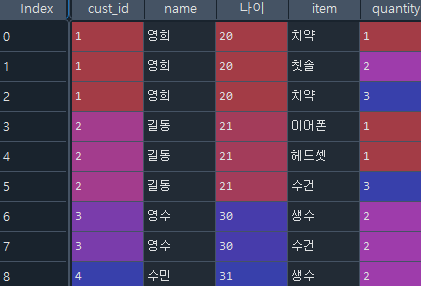 Index cust_id name 나이 item quantity
0 1 영희 20 치약 1
1 1 영희 20 칫솔 2
2 1 영희 20 치약 3
3 2 길동 21 이어폰 1
4 2 길동 21 헤드셋 1
5 2 길동 21 수건 3
6 3 영수 30 생수 2
7 3 영수 30 수건 2
8 4 수민 31 생수 2